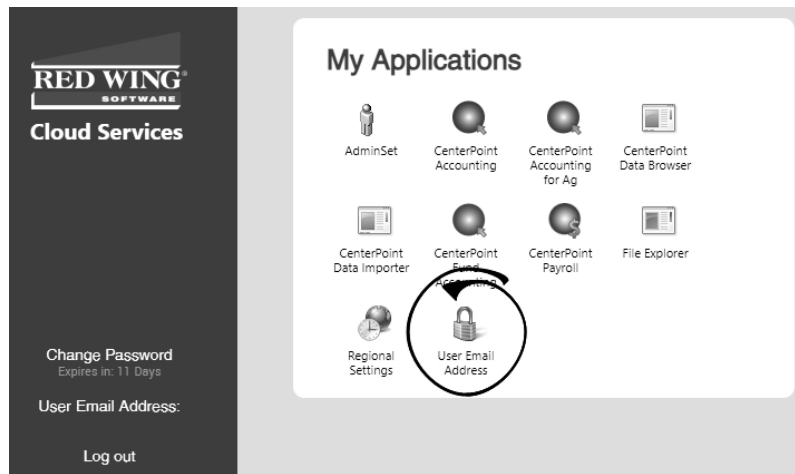 RED WING®
SOFTWARE
Cloud Services
Change Password
Expires in: 11 Days
User Email Address:
Log out
My Applications
AdminSet
CenterPoint
Accounting
CenterPoint
Accounting
for Ag
CenterPoint
Data Browser
CenterPoint
Data Importer
CenterPoint
Fund
Accounting
CenterPoint
Payroll
File Explorer
Regional
Settings
User Email
Address